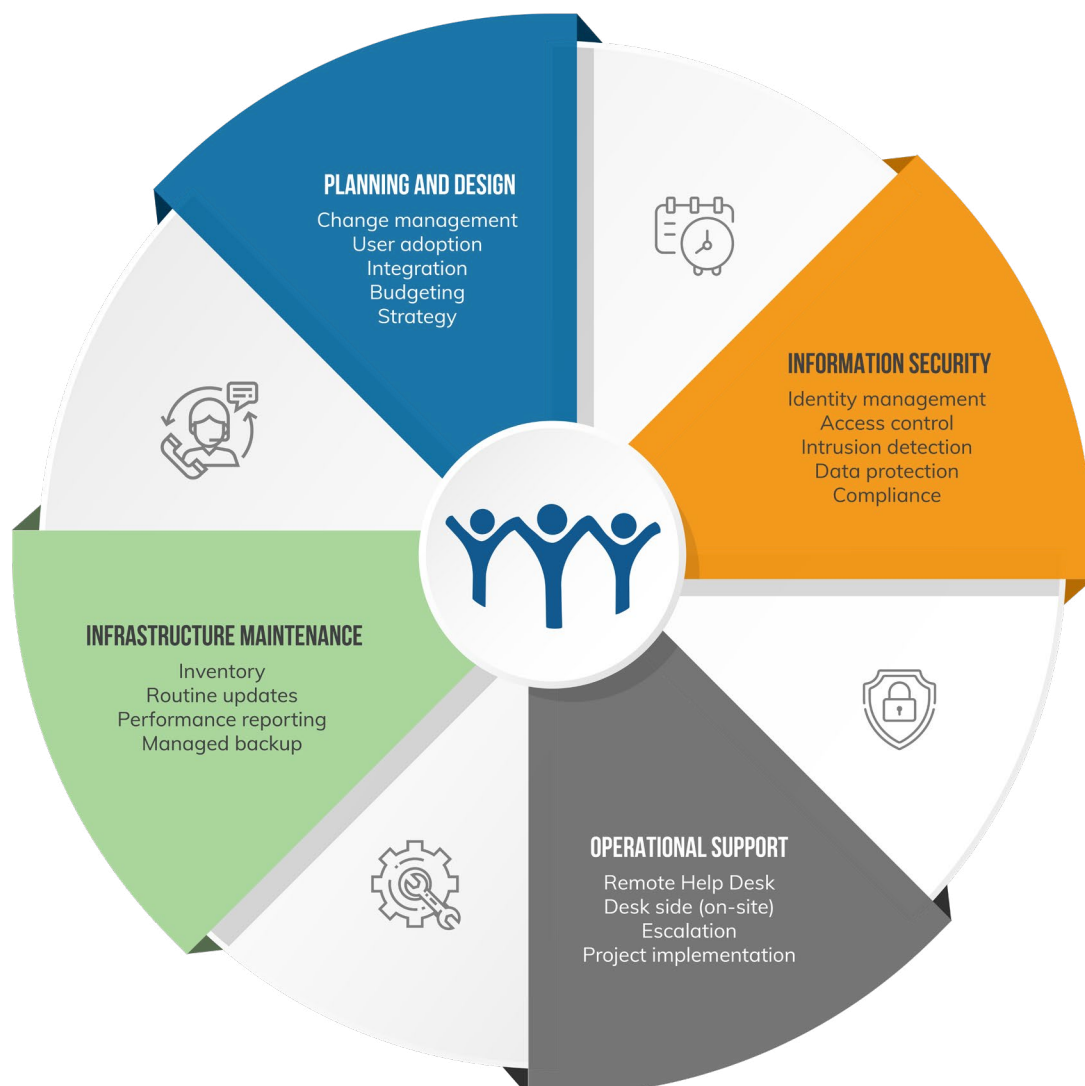 PLANNING AND DESIGN
Change management
User adoption
Integration
Budgeting
Strategy
INFORMATION SECURITY
Identity management
Access control
Intrusion detection
Data protection
Compliance
INFRASTRUCTURE MAINTENANCE
Inventory
Routine updates
Performance reporting
Managed backup
OPERATIONAL SUPPORT
Remote Help Desk
Desk side (on-site)
Escalation
Project implementation